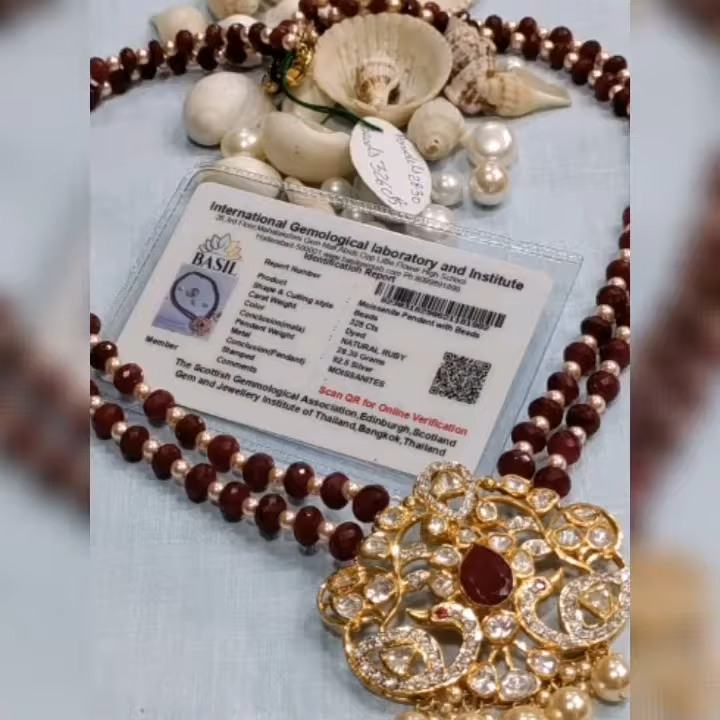 International Gemological laboratory and Institute
Hyderabad-500001
Identification Report
BASIL
Report Number
Product
Moissanite Pendant with Beads
Shape & Cutting style
Beads
Carat Weight
Color
Dyed
Conclusion(mala)
NATURAL RUBY
Pendant Weight
28.30 Grams
Metal
92.5 Silver
Conclusion(Pendant)
MOISSANITES
Stamped
Comments
Member
Scan QR for Online Verification
The Scottish Gemmological Association,Edinburgh,Scotland
Gem and Jewellery Institute of Thailand,Bangkok,Thailand